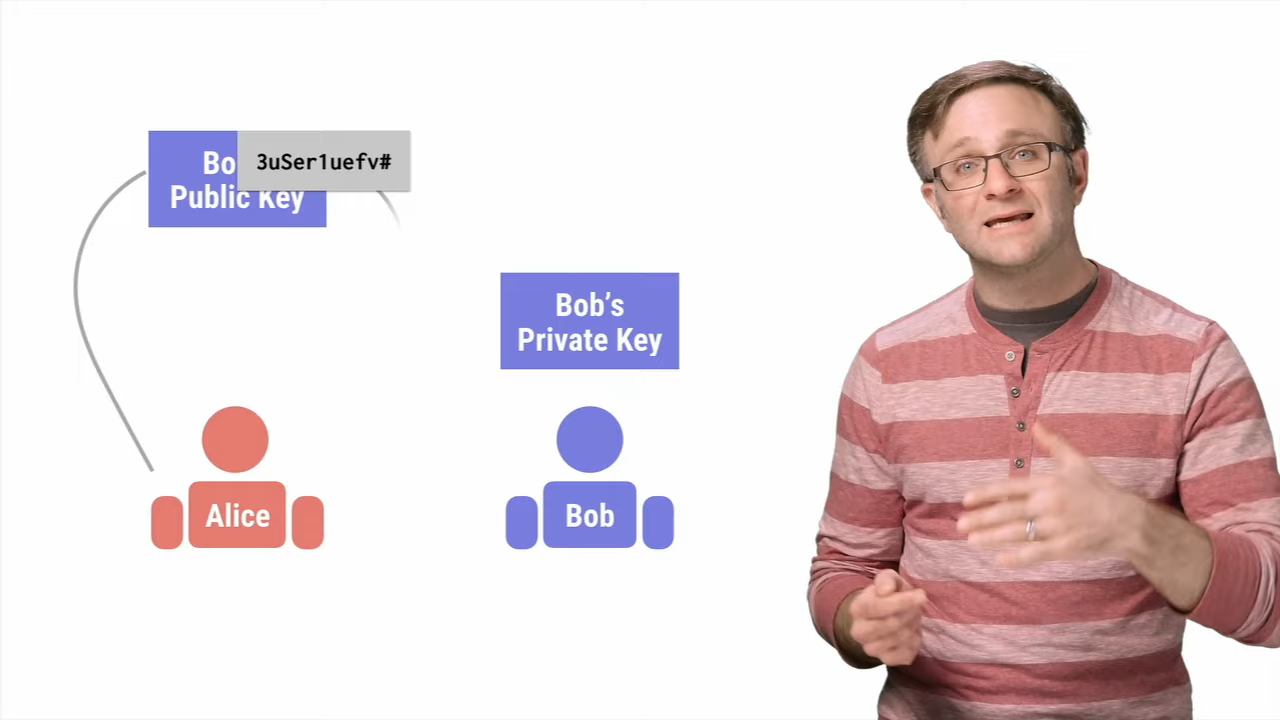 Bo
Public Key
3uSer1uefv#
Bob’s
Private Key
Alice
Bob